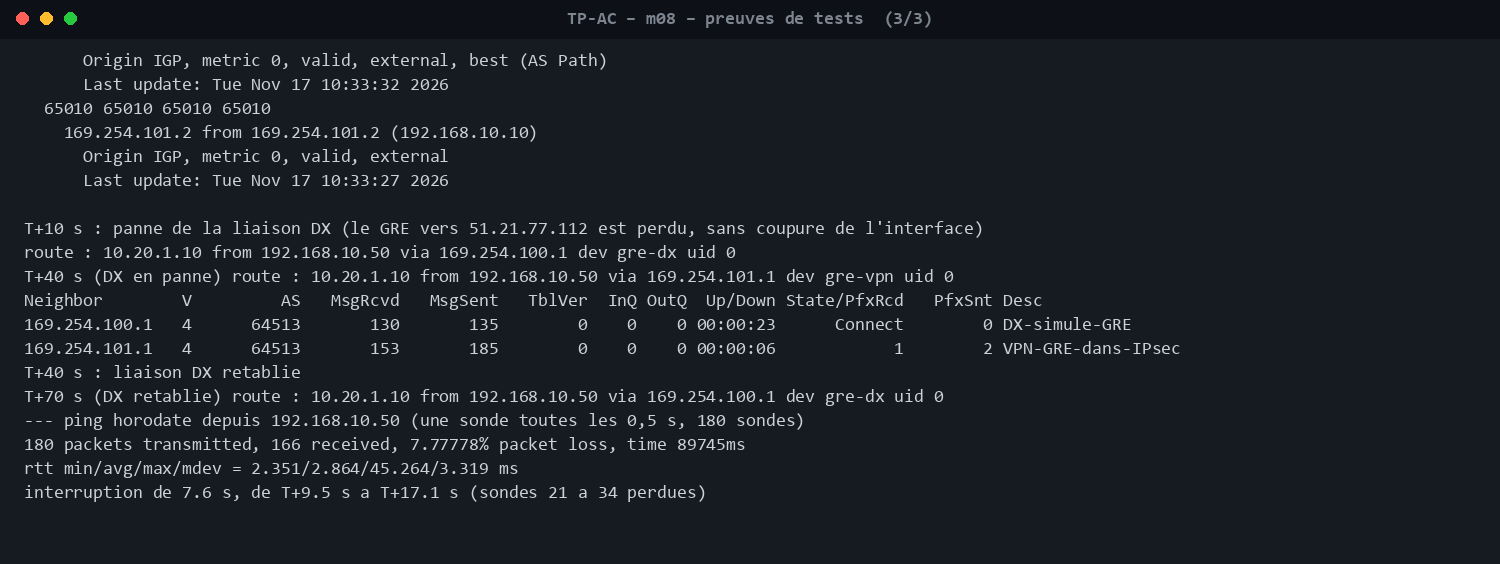 TP-AC – m08 – preuves de tests  (3/3)
      Origin IGP, metric 0, valid, external, best (AS Path)
      Last update: Tue Nov 17 10:33:32 2026
  65010 65010 65010 65010
    169.254.101.2 from 169.254.101.2 (192.168.10.10)
      Origin IGP, metric 0, valid, external
      Last update: Tue Nov 17 10:33:27 2026
T+10 s : panne de la liaison DX (le GRE vers 51.21.77.112 est perdu, sans coupure de l'interface)
route : 10.20.1.10 from 192.168.10.50 via 169.254.100.1 dev gre-dx uid 0
T+40 s (DX en panne) route : 10.20.1.10 from 192.168.10.50 via 169.254.101.1 dev gre-vpn uid 0
Neighbor        V         AS   MsgRcvd   MsgSent   TblVer  InQ OutQ  Up/Down State/PfxRcd   PfxSnt Desc
169.254.100.1   4      64513       130       135        0    0    0 00:00:23      Connect        0 DX-simule-GRE
169.254.101.1   4      64513       153       185        0    0    0 00:00:06            1        2 VPN-GRE-dans-IPsec
T+40 s : liaison DX retablie
T+70 s (DX retablie) route : 10.20.1.10 from 192.168.10.50 via 169.254.100.1 dev gre-dx uid 0
--- ping horodate depuis 192.168.10.50 (une sonde toutes les 0,5 s, 180 sondes)
180 packets transmitted, 166 received, 7.77778% packet loss, time 89745ms
rtt min/avg/max/mdev = 2.351/2.864/45.264/3.319 ms
interruption de 7.6 s, de T+9.5 s a T+17.1 s (sondes 21 a 34 perdues)